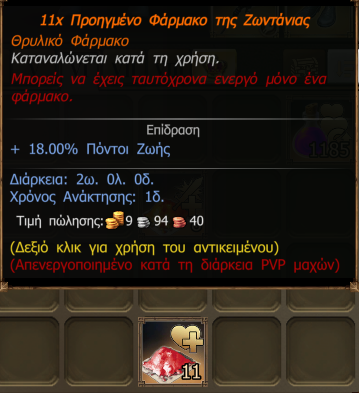 11x Προηγμένο Φάρμακο της Ζωντάνιας
Θρυλικό Φάρμακο
Καταναλώνεται κατά τη χρήση.
Μπορείς να έχεις ταυτόχρονα ενεργό μόνο ένα
φάρμακο.
Επίδραση
+ 18.00% Πόντοι Ζωής
Διάρκεια: 2ω. 0λ. 0δ.
Χρόνος Ανάκτησης: 1δ.
Τιμή πώλησης: 9 94 40
(Δεξιό κλικ για χρήση του αντικειμένου)
(Απενεργοποιημένο κατά τη διάρκεια PVP μαχών)
1185
11